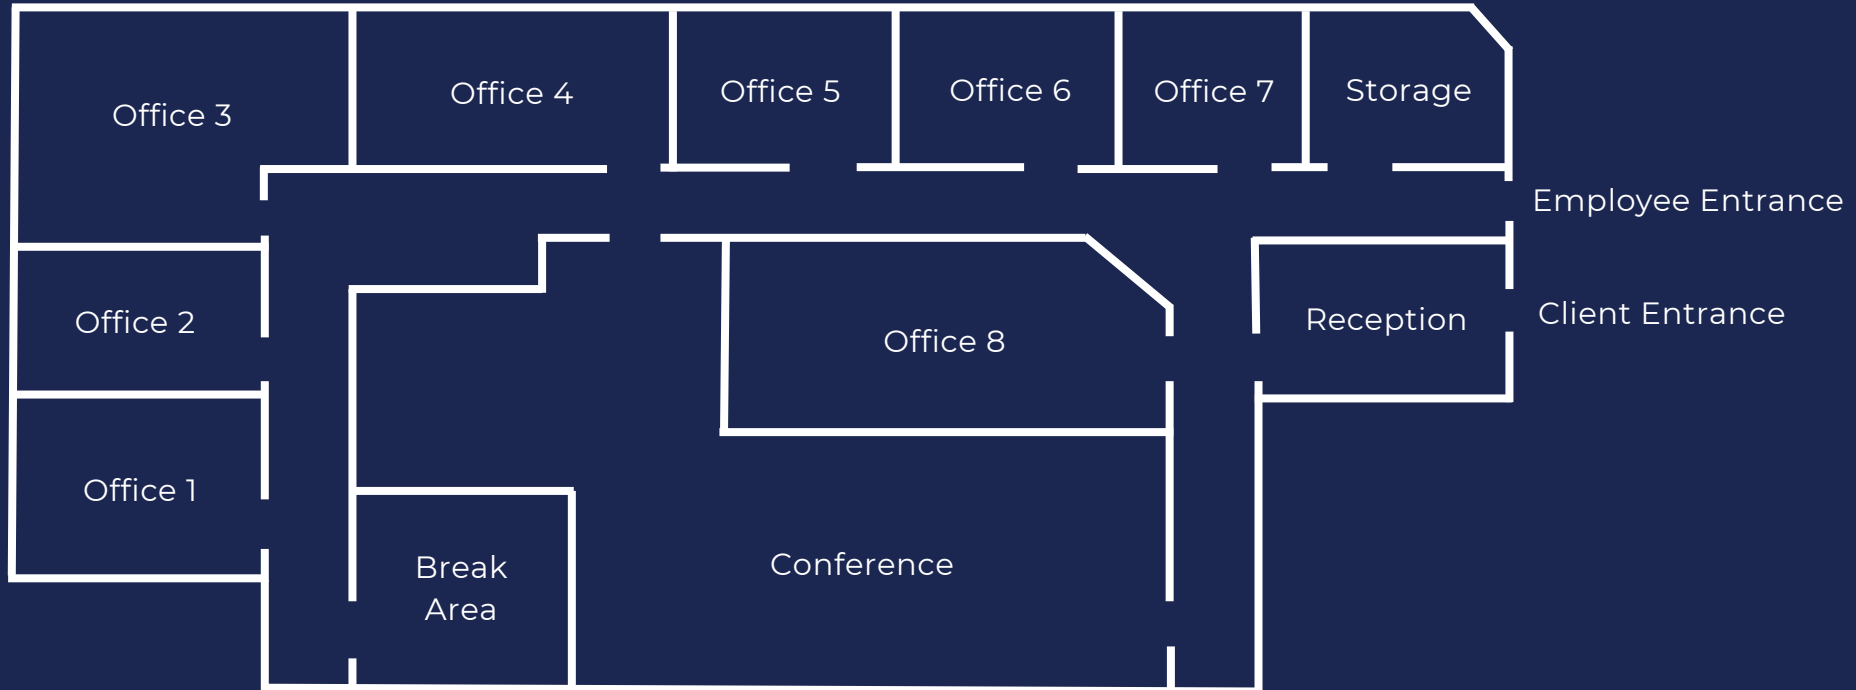 Office 3
Office 4
Office 5
Office 6
Office 7
Storage
Employee Entrance
Office 2
Office 8
Reception
Client Entrance
Office 1
Break
Area
Conference